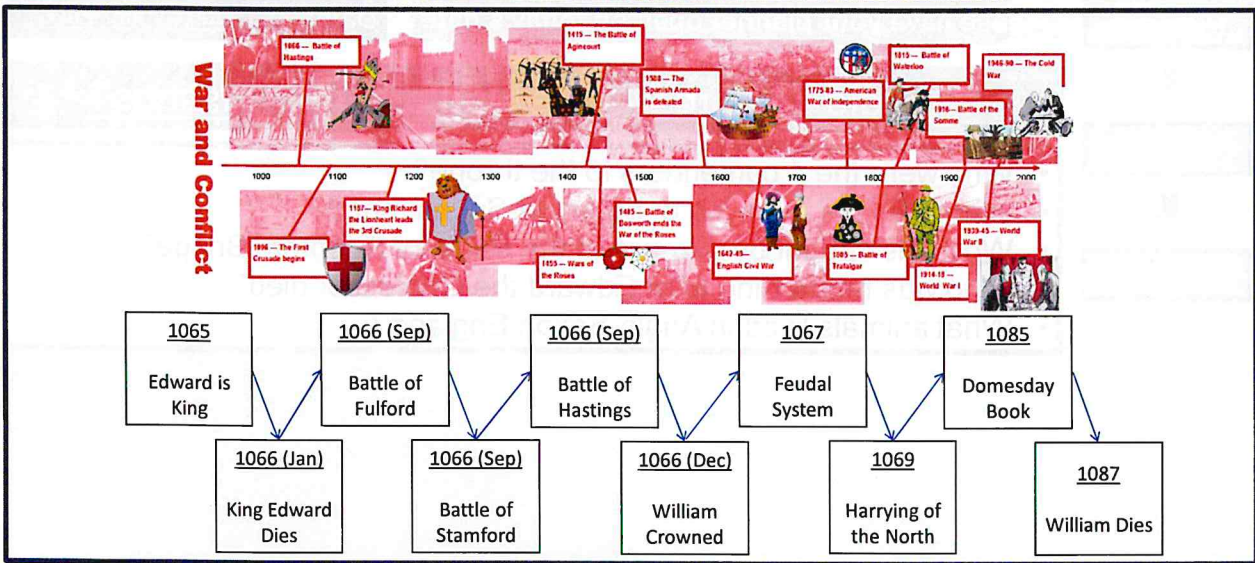 War and Conflict
1066 — Battle of
Hastings
1415 — The Battle of
Agincourt
1588 — The
Spanish Armada
is defeated
1775-83 — American
War of Independence
1815 — Battle of
Waterloo
1916 — Battle of the
Somme
1946-90 — The Cold
War
1000
1100
1200
1300
1400
1500
1600
1700
1800
1900
2000
1096 — The First
Crusade begins
1187— King Richard
the Lionheart leads
the 3rd Crusade
1455 — Wars of
the Roses
1485 — Battle of
Bosworth ends the
War of the Roses
1642-49—
English Civil War
1805 — Battle of
Trafalgar
1914-18 —
World War I
1939-45 — World
War II
1065
Edward is
King
1066 (Jan)
King Edward
Dies
1066 (Sep)
Battle of
Fulford
1066 (Sep)
Battle of
Stamford
1066 (Sep)
Battle of
Hastings
1066 (Dec)
William
Crowned
1067
Feudal
System
1069
Harrying of
the North
1085
Domesday
Book
1087
William Dies